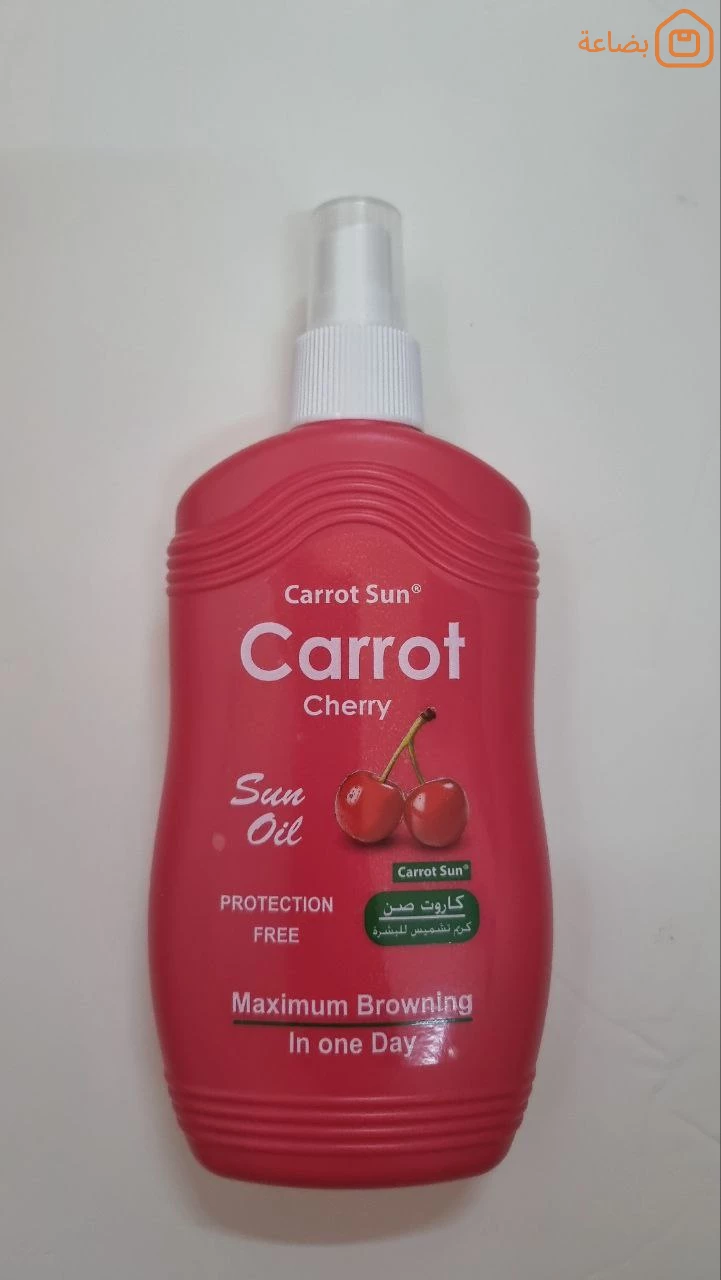 بضاعة
Carrot Sun®
Carrot
Cherry
Sun
Oil
Carrot Sun®
PROTECTION
FREE
كاروت صن
كرم تشميس للبشرة
Maximum Browning
In one Day